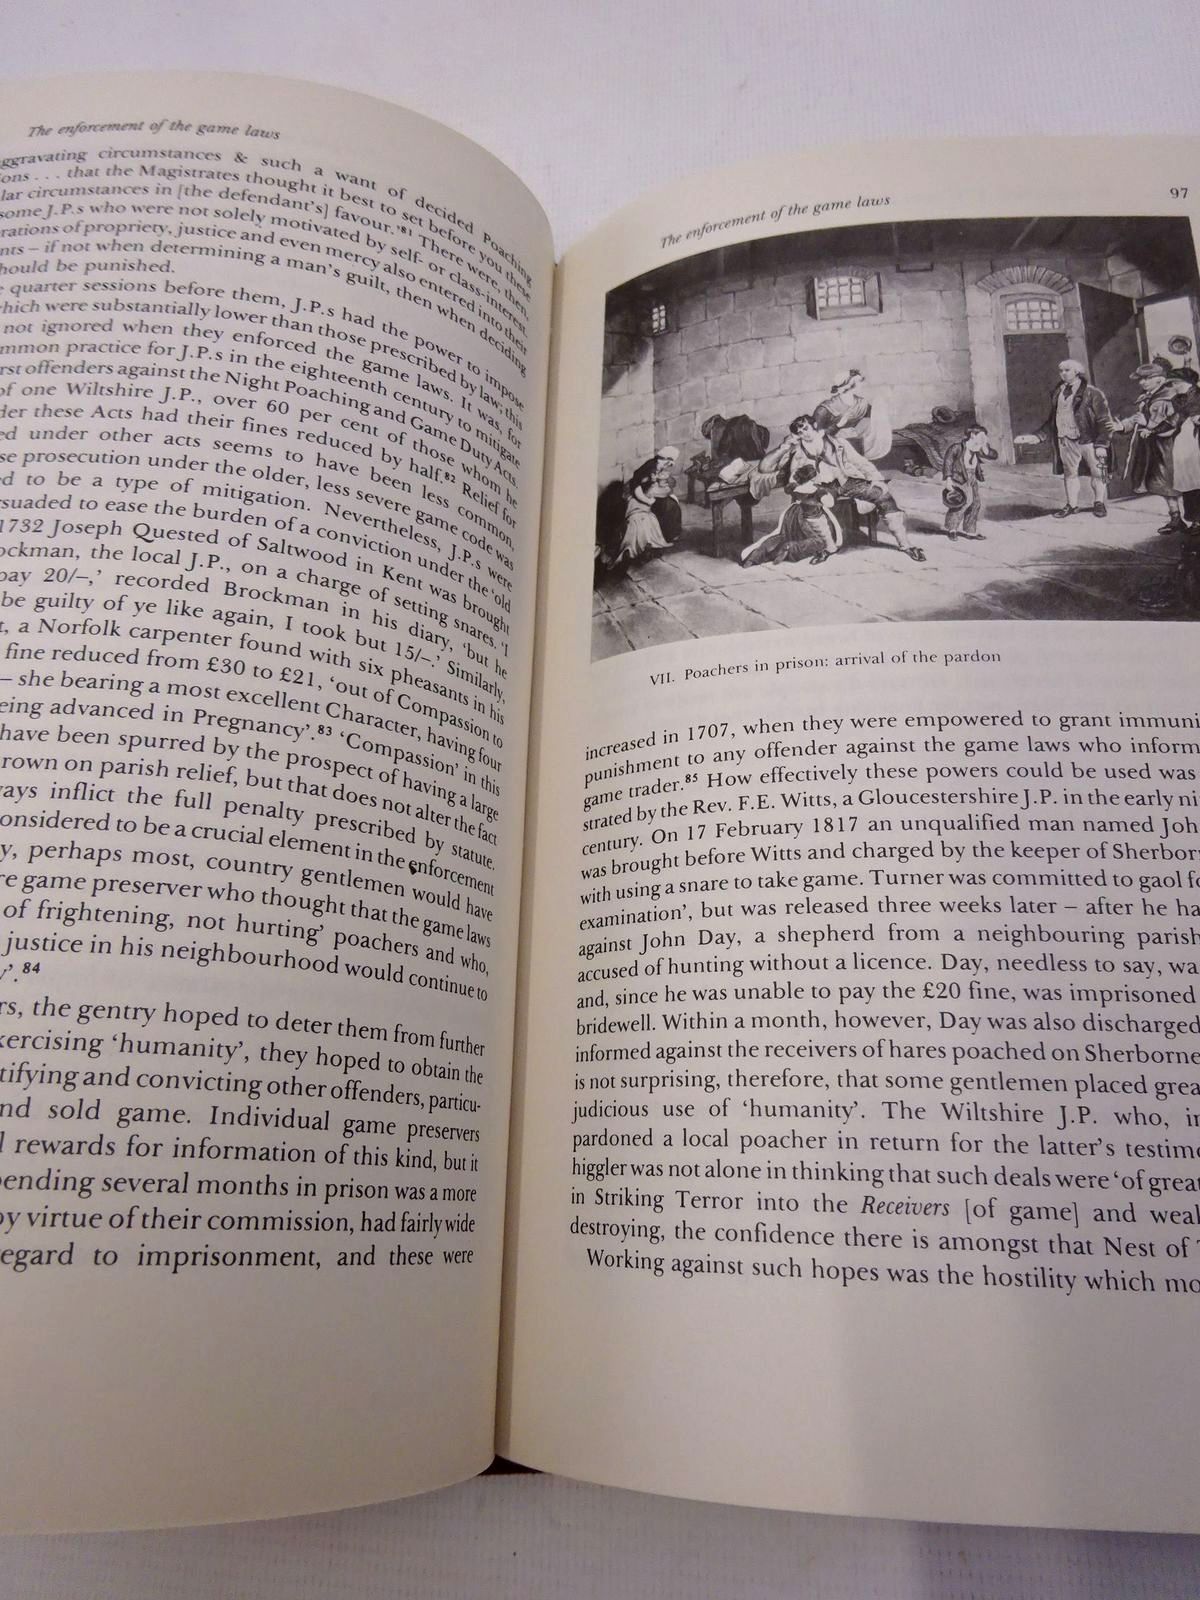 The enforcement of the game laws
aggravating circumstances & such a want of decided Poaching
ions . . . that the Magistrates thought it best to set before you these
lar circumstances in [the defendant's] favour.'81 There were, then,
some J.P.s who were not solely motivated by self- or class-interest.
rations of propriety, justice and even mercy also entered into their
nts – if not when determining a man's guilt, then when deciding
hould be punished.
e quarter sessions before them, J.P.s had the power to impose
which were substantially lower than those prescribed by law; this
not ignored when they enforced the game laws. It was, for
mmon practice for J.P.s in the eighteenth century to mitigate
rst offenders against the Night Poaching and Game Duty Acts.
of one Wiltshire J.P., over 60 per cent of those whom he
der these Acts had their fines reduced by half.82 Relief for
ed under other acts seems to have been less common,
se prosecution under the older, less severe game code was
ed to be a type of mitigation. Nevertheless, J.P.s were
rsuaded to ease the burden of a conviction under the 'old
1732 Joseph Quested of Saltwood in Kent was brought
ockman, the local J.P., on a charge of setting snares. 'I
pay 20/–,' recorded Brockman in his diary, 'but he
be guilty of ye like again, I took but 15/–.' Similarly,
t, a Norfolk carpenter found with six pheasants in his
fine reduced from £30 to £21, 'out of Compassion to
– she bearing a most excellent Character, having four
eing advanced in Pregnancy'.83 'Compassion' in this
have been spurred by the prospect of having a large
rown on parish relief, but that does not alter the fact
ays inflict the full penalty prescribed by statute.
onsidered to be a crucial element in the enforcement
y, perhaps most, country gentlemen would have
re game preserver who thought that the game laws
of frightening, not hurting' poachers and who,
justice in his neighbourhood would continue to
y'.84
rs, the gentry hoped to deter them from further
xercising 'humanity', they hoped to obtain the
tifying and convicting other offenders, particu-
nd sold game. Individual game preservers
l rewards for information of this kind, but it
pending several months in prison was a more
by virtue of their commission, had fairly wide
regard to imprisonment, and these were
The enforcement of the game laws 97
VII. Poachers in prison: arrival of the pardon
increased in 1707, when they were empowered to grant immuni
punishment to any offender against the game laws who inform
game trader.85 How effectively these powers could be used was
strated by the Rev. F.E. Witts, a Gloucestershire J.P. in the early ni
century. On 17 February 1817 an unqualified man named Joh
was brought before Witts and charged by the keeper of Sherbor
with using a snare to take game. Turner was committed to gaol fo
examination', but was released three weeks later – after he ha
against John Day, a shepherd from a neighbouring parish
accused of hunting without a licence. Day, needless to say, wa
and, since he was unable to pay the £20 fine, was imprisoned
bridewell. Within a month, however, Day was also discharged
informed against the receivers of hares poached on Sherborne
is not surprising, therefore, that some gentlemen placed grea
judicious use of 'humanity'. The Wiltshire J.P. who, in
pardoned a local poacher in return for the latter's testimo
higgler was not alone in thinking that such deals were 'of great
in Striking Terror into the Receivers [of game] and weak
destroying, the confidence there is amongst that Nest of T
Working against such hopes was the hostility which mo